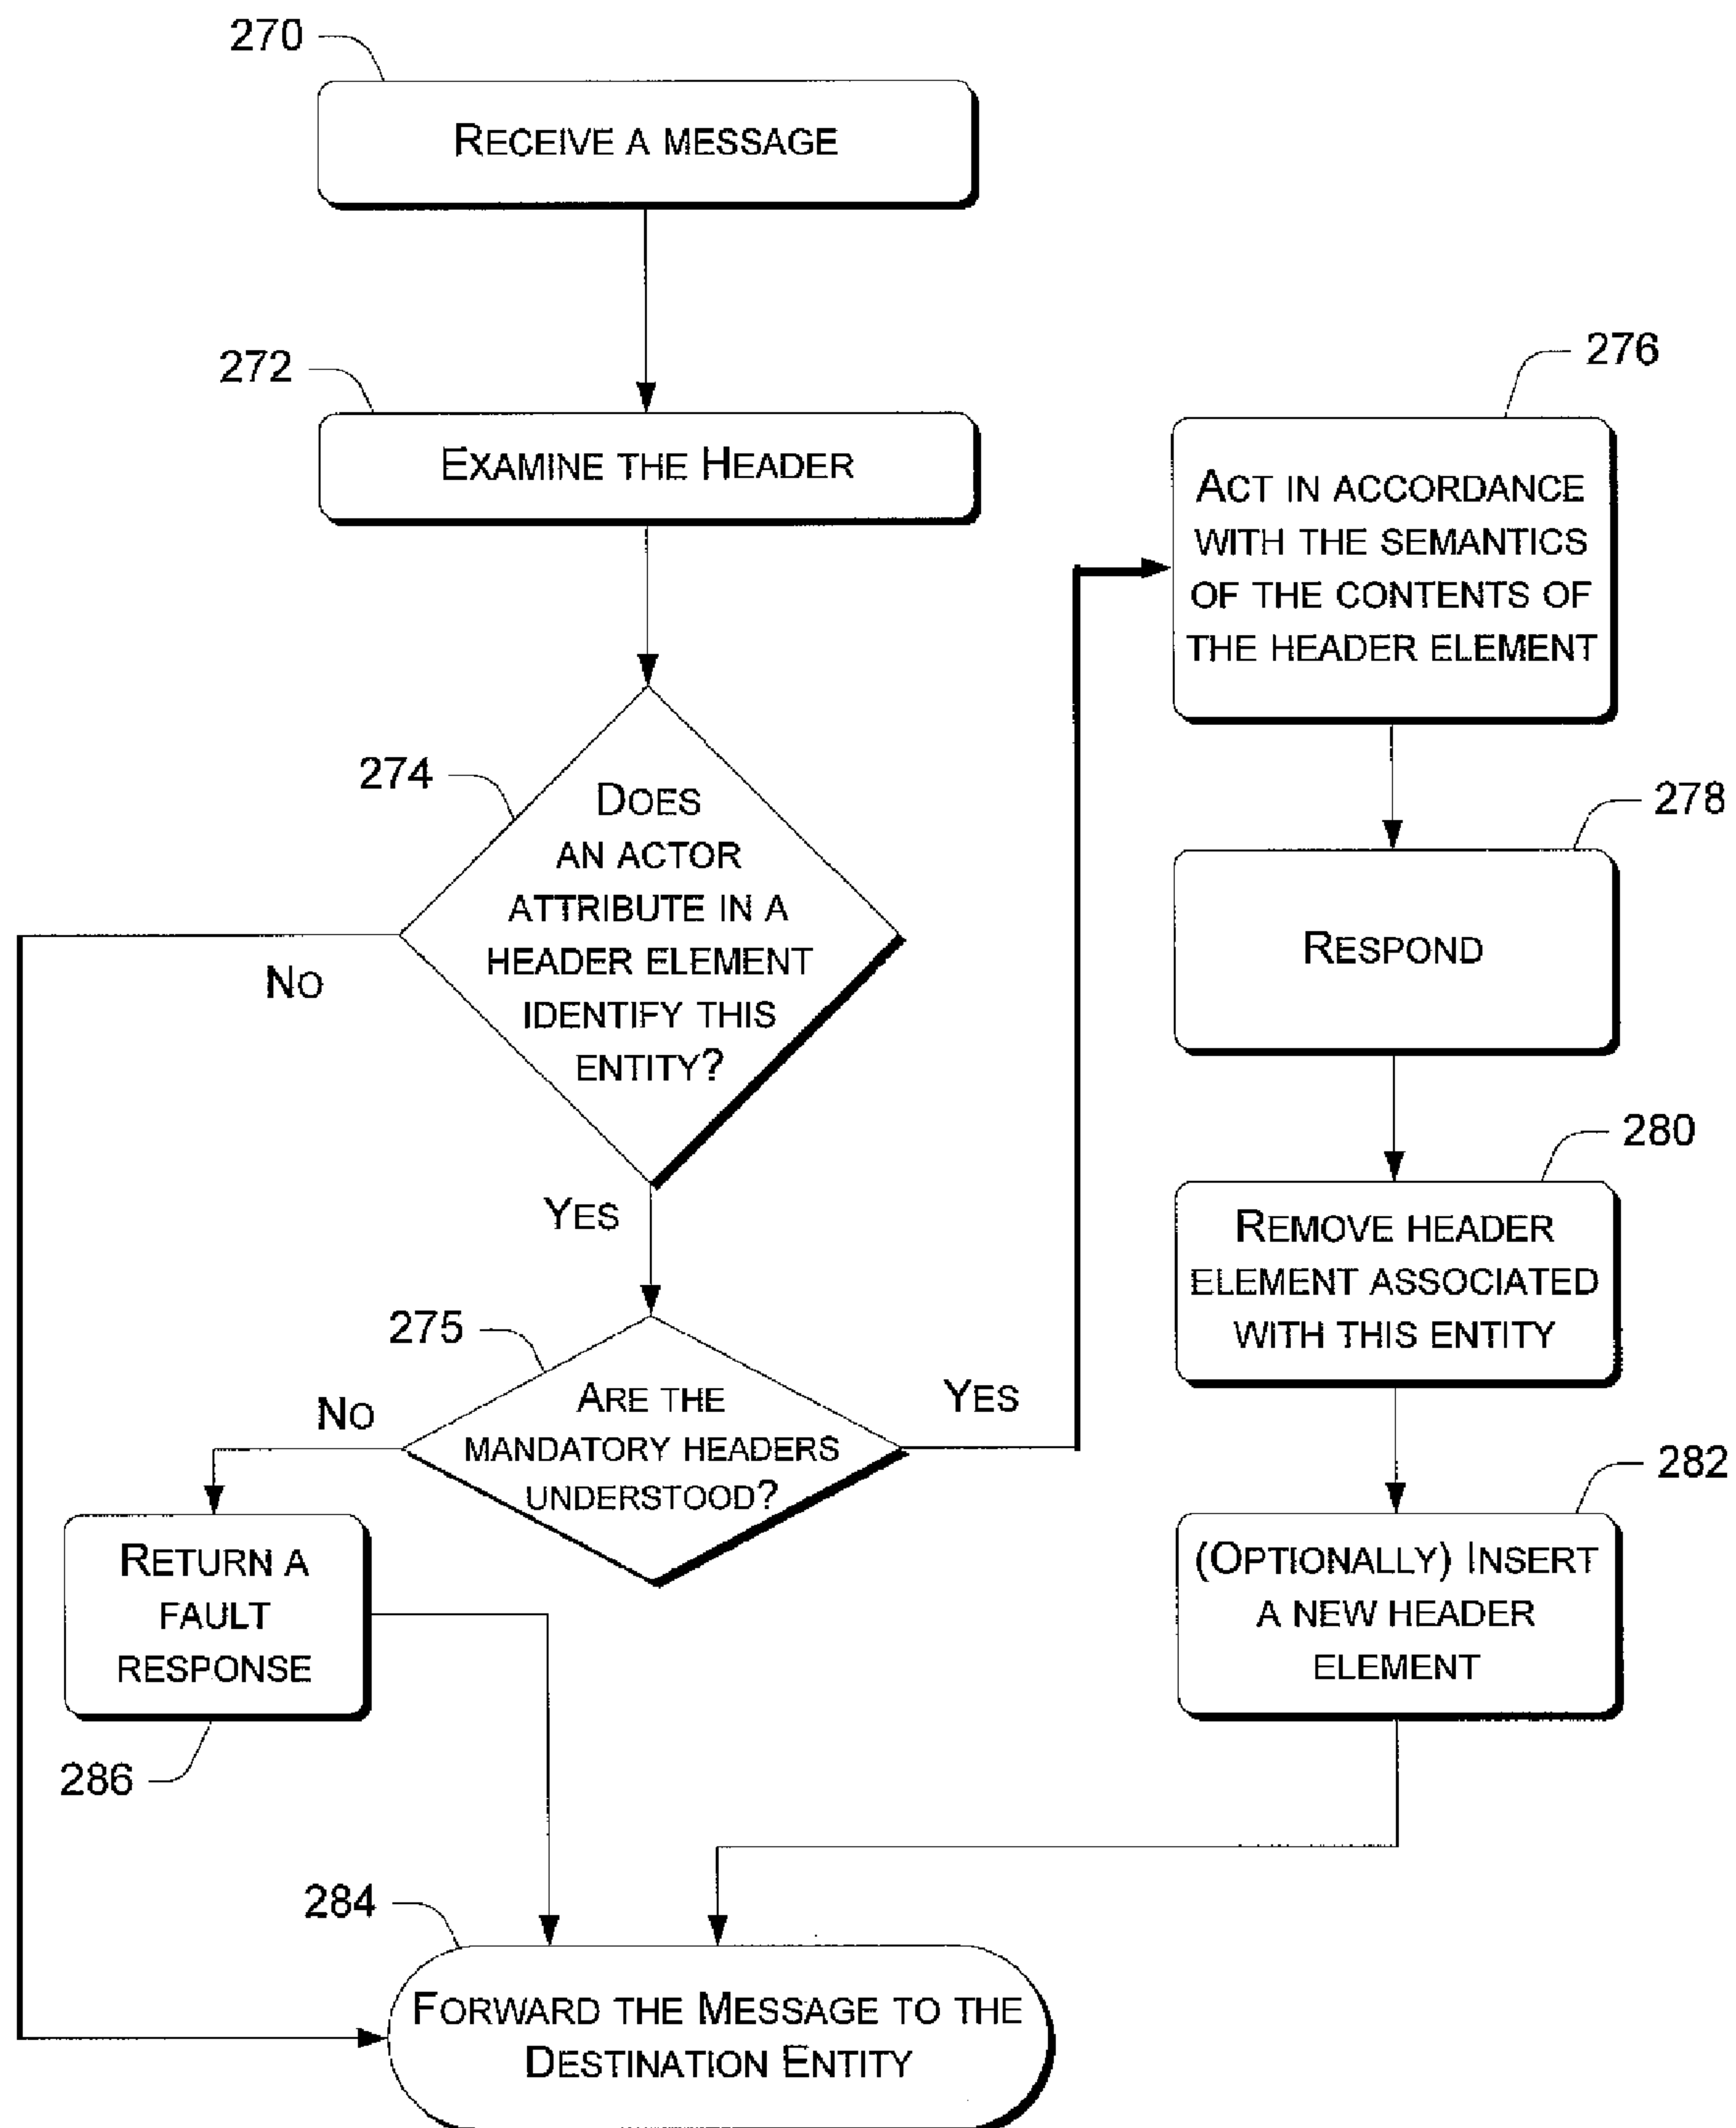 270
RECEIVE A MESSAGE
272
EXAMINE THE HEADER
274
DOES
AN ACTOR
ATTRIBUTE IN A
HEADER ELEMENT
IDENTIFY THIS
ENTITY?
NO
YES
275
ARE THE
MANDATORY HEADERS
UNDERSTOOD?
NO
YES
RETURN A
FAULT
RESPONSE
286
276
ACT IN ACCORDANCE
WITH THE SEMANTICS
OF THE CONTENTS OF
THE HEADER ELEMENT
278
RESPOND
280
REMOVE HEADER
ELEMENT ASSOCIATED
WITH THIS ENTITY
282
(OPTIONALLY) INSERT
A NEW HEADER
ELEMENT
284
FORWARD THE MESSAGE TO THE
DESTINATION ENTITY